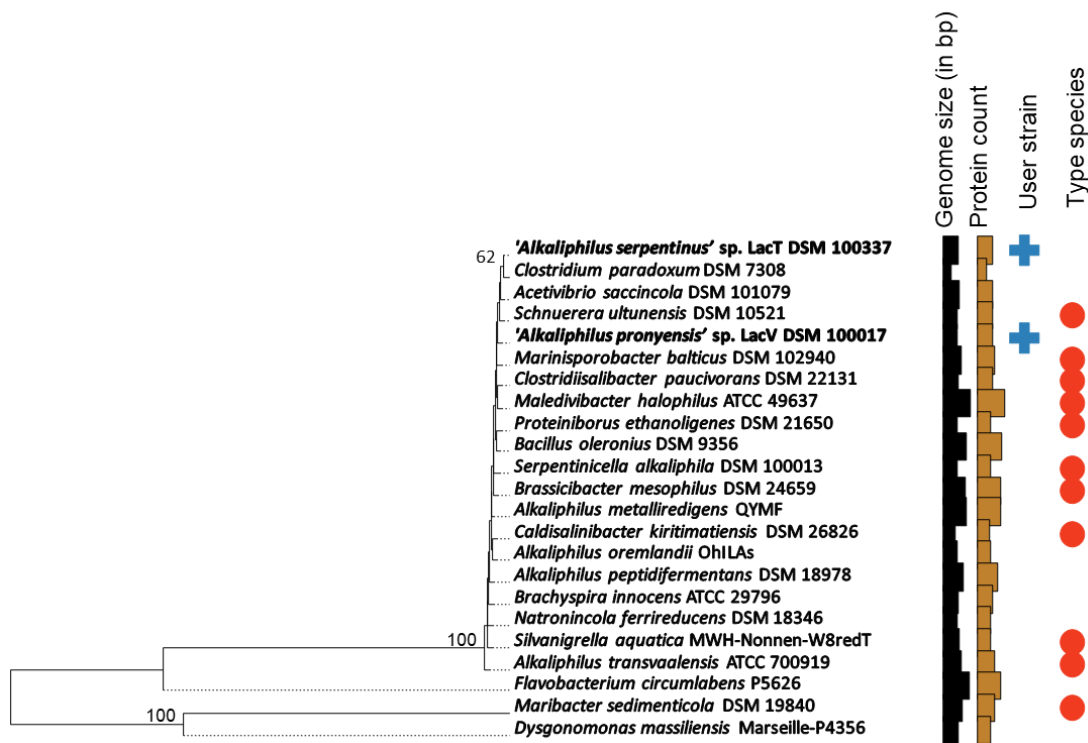 Genome size (in bp)
Protein count
User strain
Type species
'Alkaliphilus serpentinus’ sp. LacT DSM 100337
62
Clostridium paradoxum DSM 7308
Acetivibrio saccincola DSM 101079
Schnuerera ultunensis DSM 10521
'Alkaliphilus pronyensis’ sp. LacV DSM 100017
Marinisporobacter balticus DSM 102940
Clostridiisalibacter paucivorans DSM 22131
Maledivibacter halophilus ATCC 49637
Proteiniborus ethanoligenes DSM 21650
Bacillus oleronius DSM 9356
Serpentinicella alkaliphila DSM 100013
Brassicibacter mesophilus DSM 24659
Alkaliphilus metalliredigens QYMF
Caldisalinibacter kiritimatiensis DSM 26826
Alkaliphilus oremlandii OhILAs
Alkaliphilus peptidifermentans DSM 18978
Brachyspira innocens ATCC 29796
Natronincola ferrireducens DSM 18346
100
Silvanigrella aquatica MWH-Nonnen-W8redT
Alkaliphilus transvaalensis ATCC 700919
Flavobacterium circumlabens P5626
Maribacter sedimenticola DSM 19840
100
Dysgonomonas massiliensis Marseille-P4356